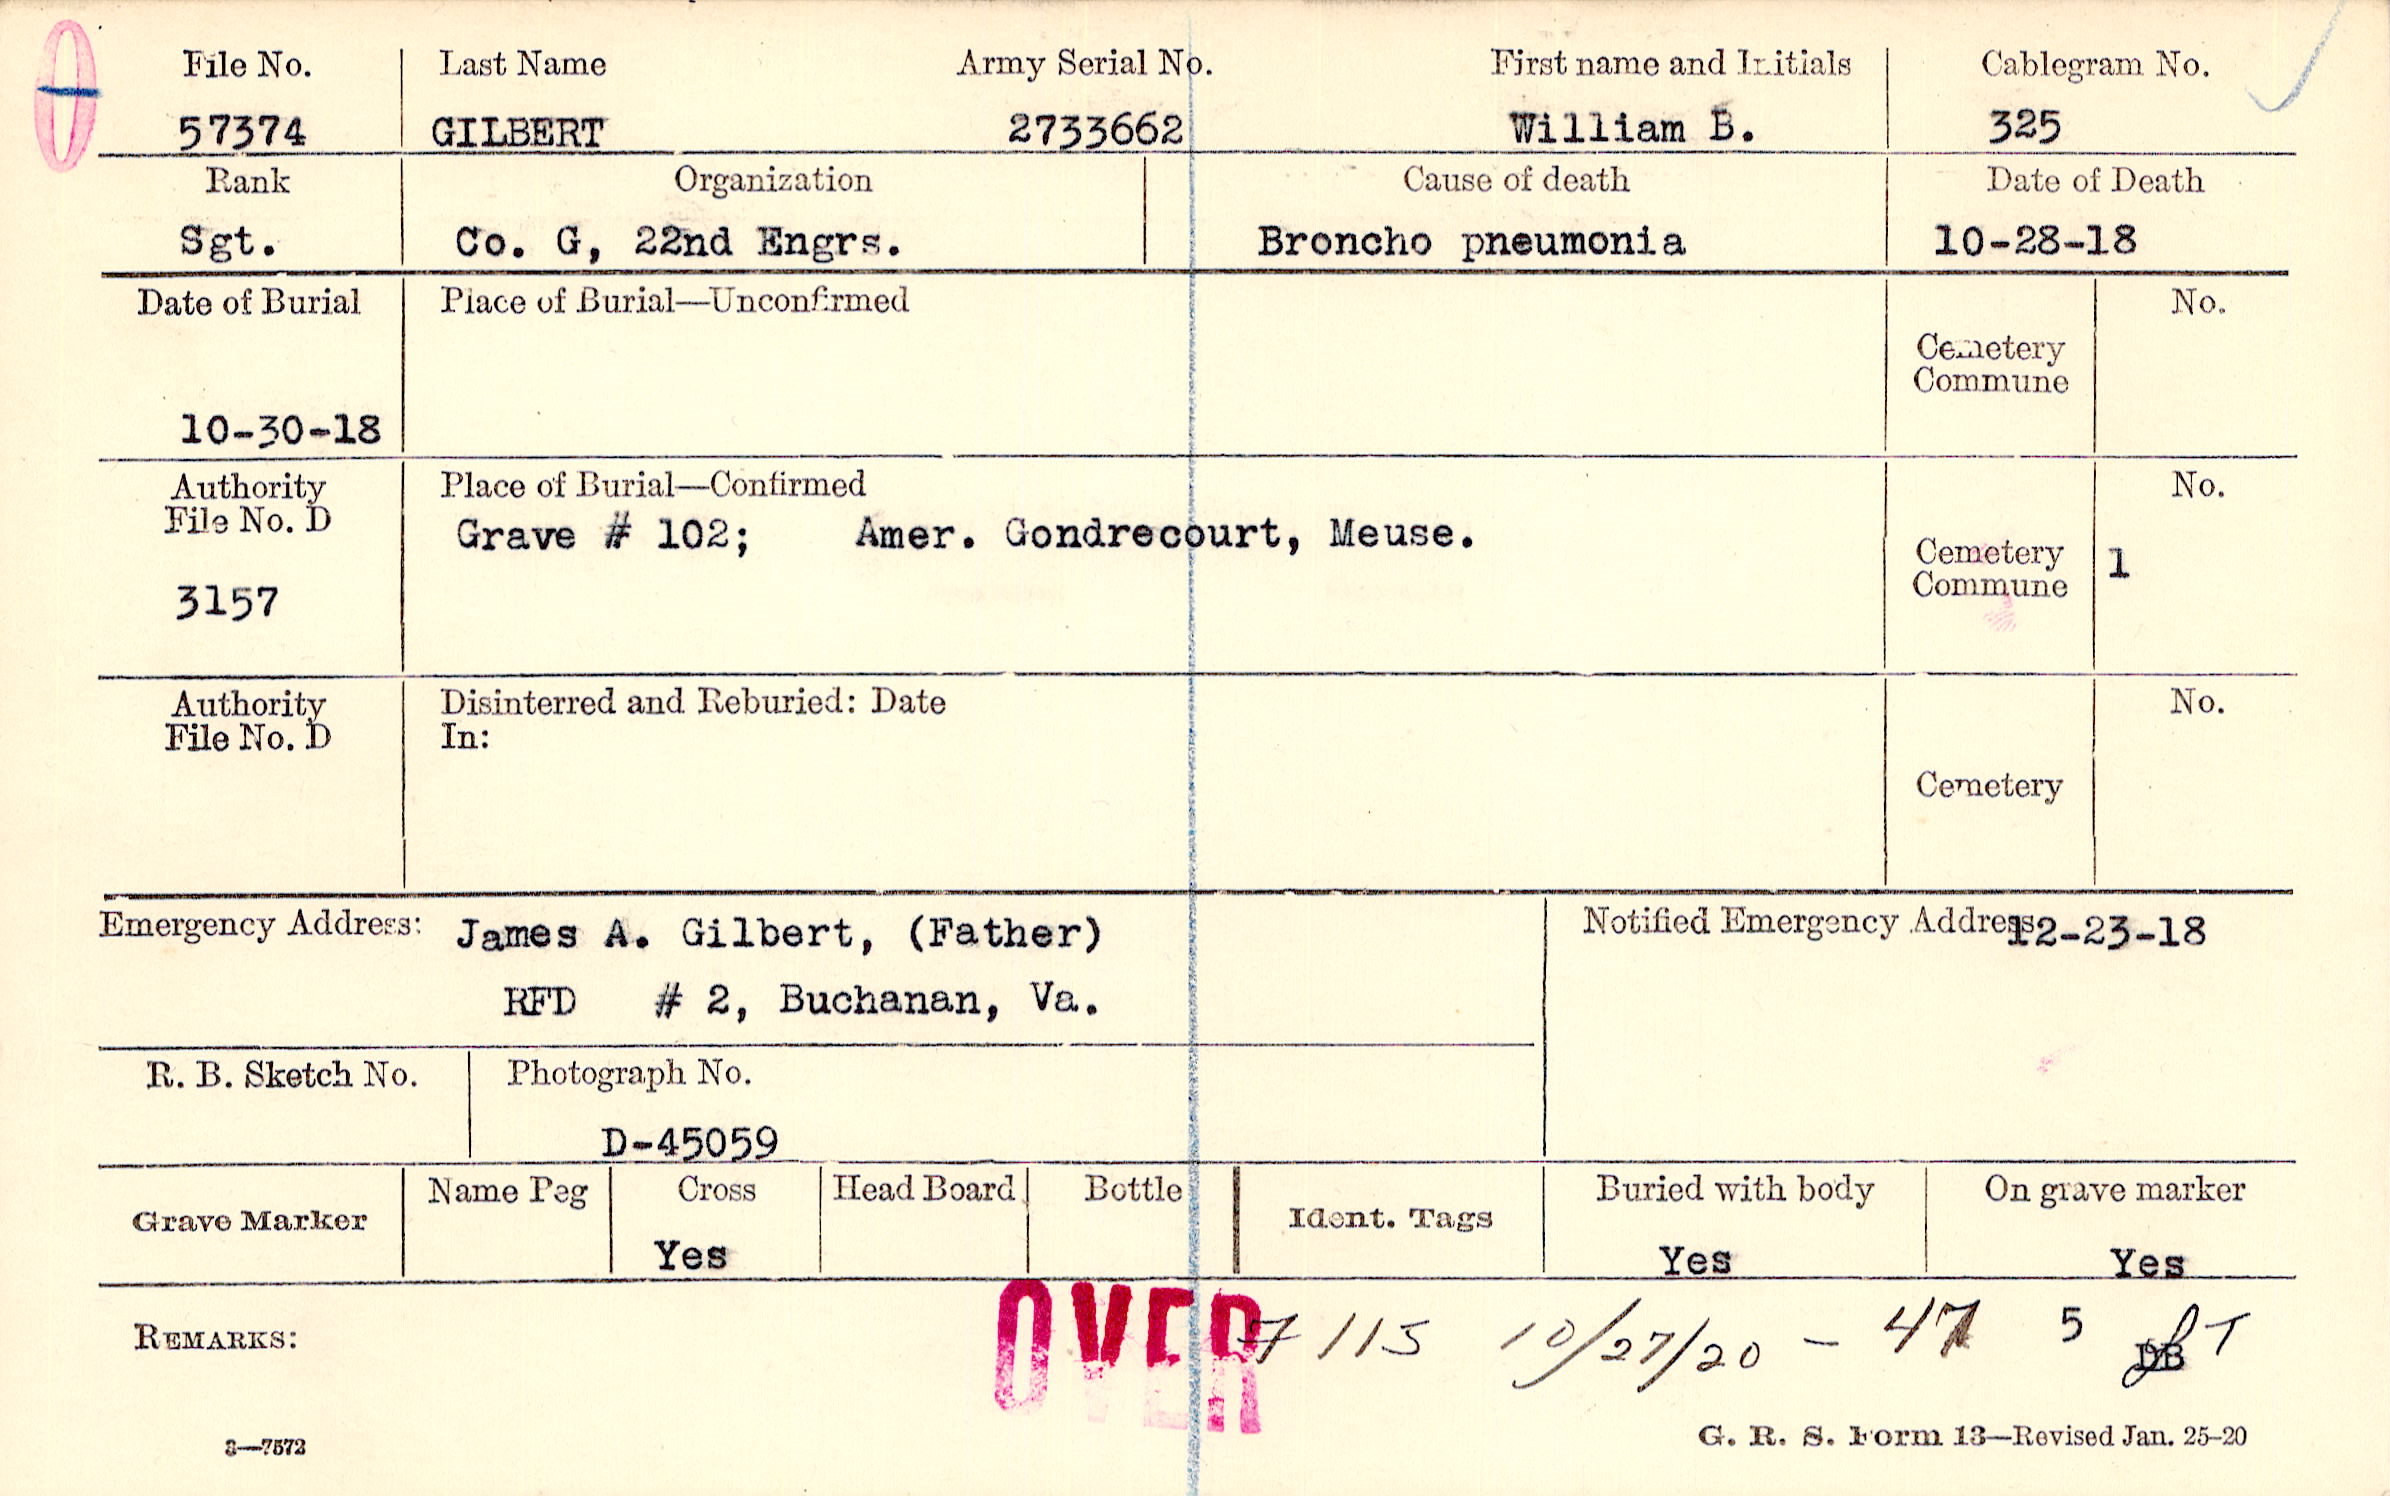 File No. Last Name Army Serial No. First name and Initials Cablegram No.
57374 GILBERT 2733662 William B. 325
Rank Organization Cause of death Date of Death
Sgt. Co. G, 22nd Engrs. Broncho pneumonia 10-28-18
Date of Burial Place of Burial—Unconfirmed No.
Cemetery
Commune
10-30-18
Authority Place of Burial—Confirmed No.
File No. D Grave # 102; Amer. Gondrecourt, Meuse.
Cemetery 1
Commune
3157
Authority Disinterred and Reburied: Date No.
File No. D In:
Cemetery
Emergency Address: James A. Gilbert, (Father) Notified Emergency Address 12-23-18
RFD # 2, Buchanan, Va.
R. B. Sketch No. Photograph No.
D-45059
Name Peg Cross Head Board Bottle Buried with body On grave marker
Grave Marker Ident. Tags
Yes Yes Yes
OVER
REMARKS: 7 115 10/27/20 – 47 5
DB
3—7572 G. R. S. Form 13—Revised Jan. 25–20